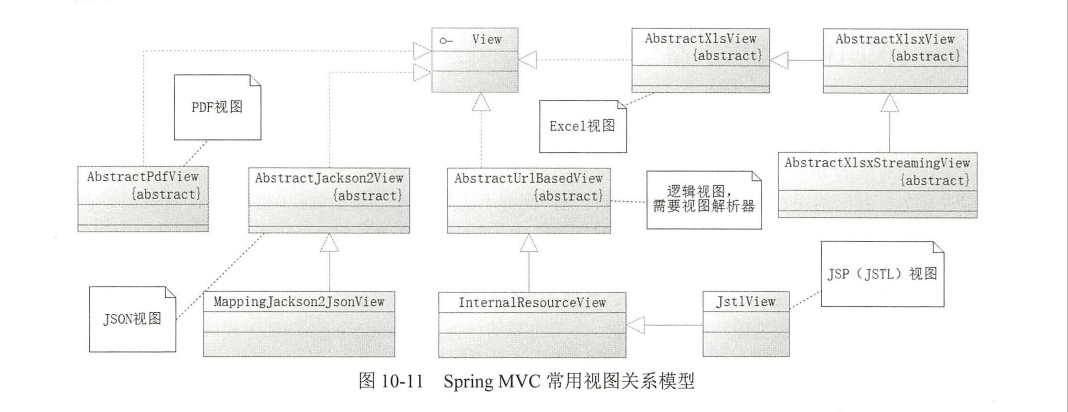 View
AbstractXlsView
{abstract}
AbstractXlsxView
{abstract}
PDF视图
Excel视图
AbstractPdfView
{abstract}
AbstractJackson2View
{abstract}
AbstractUrlBasedView
{abstract}
逻辑视图，
需要视图解析器
AbstractXlsxStreamingView
{abstract}
JSON视图
MappingJackson2JsonView
InternalResourceView
JstlView
JSP（JSTL）视图
图 10-11 Spring MVC 常用视图关系模型